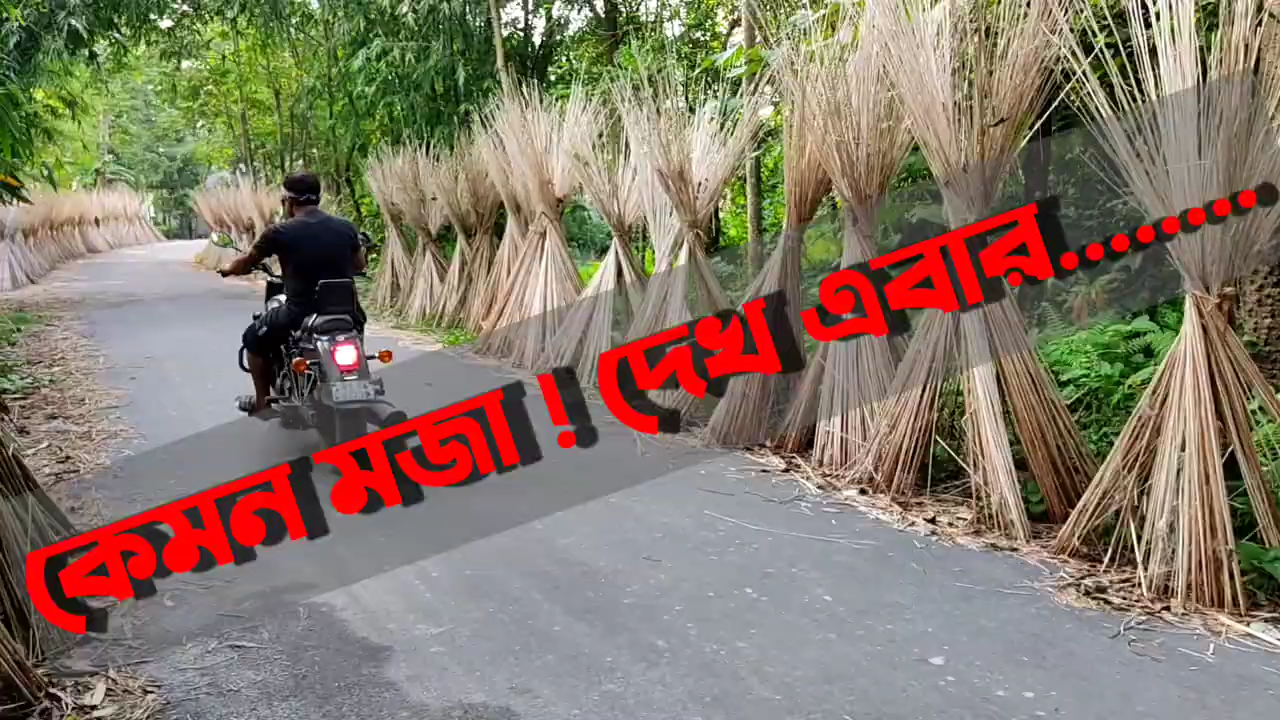 কেমন মজা ! দেখ এবার........